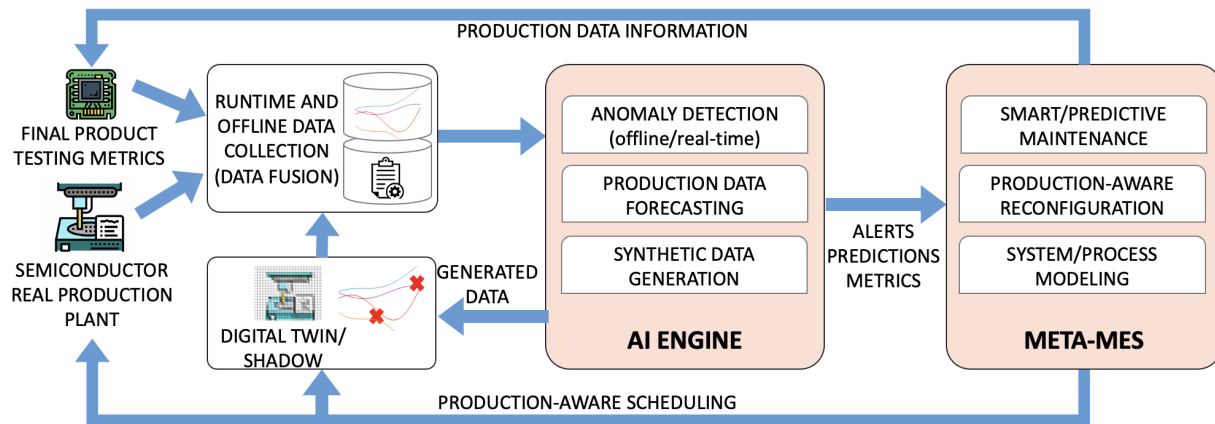 PRODUCTION DATA INFORMATION
FINAL PRODUCT
TESTING METRICS
SEMICONDUCTOR
REAL PRODUCTION
PLANT
RUNTIME AND
OFFLINE DATA
COLLECTION
(DATA FUSION)
DIGITAL TWIN/
SHADOW
GENERATED
DATA
ANOMALY DETECTION
(offline/real-time)
PRODUCTION DATA
FORECASTING
SYNTHETIC DATA
GENERATION
AI ENGINE
ALERTS
PREDICTIONS
METRICS
SMART/PREDICTIVE
MAINTENANCE
PRODUCTION-AWARE
RECONFIGURATION
SYSTEM/PROCESS
MODELING
META-MES
PRODUCTION-AWARE SCHEDULING